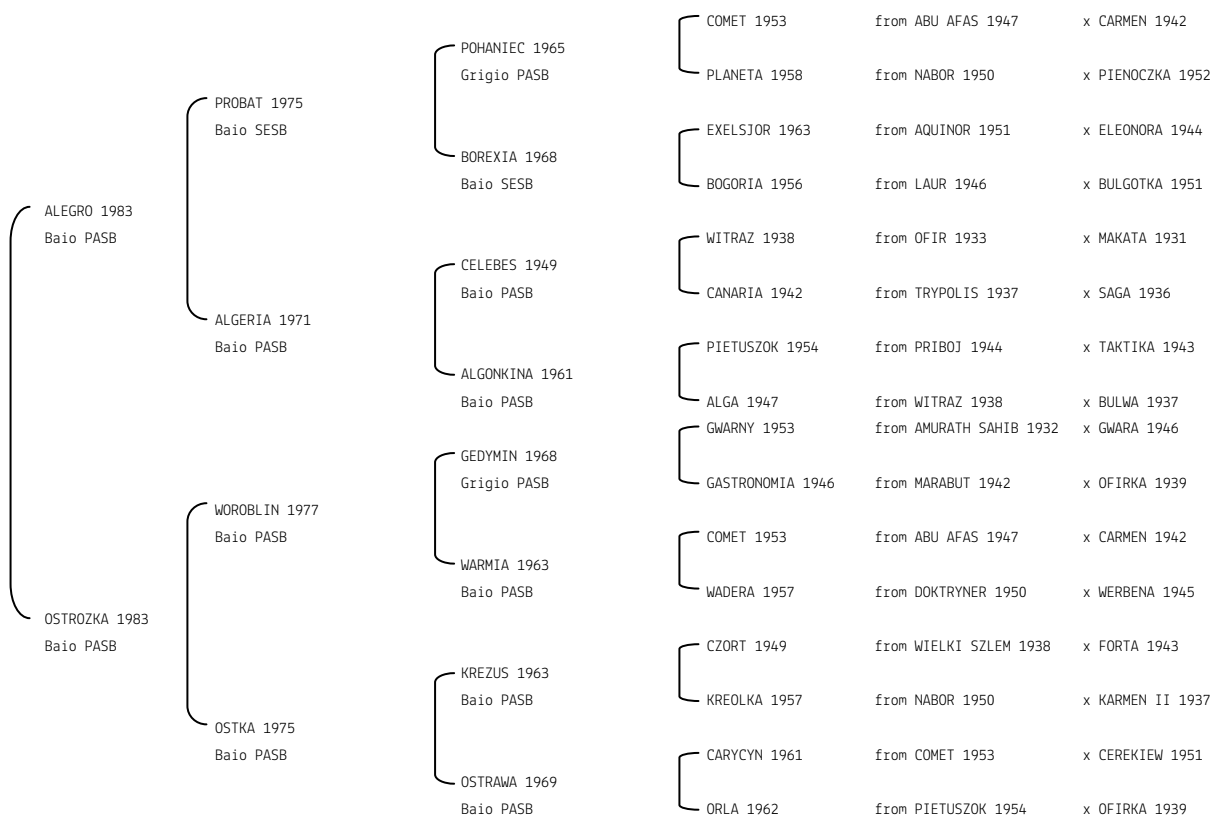 COMET 1953 from ABU AFAS 1947 x CARMEN 1942
POHANIEC 1965
Grigio PASB
PLANETA 1958 from NABOR 1950 x PIENOCZKA 1952
PROBAT 1975
Baio SESB
EXELSJOR 1963 from AQUINOR 1951 x ELEONORA 1944
BOREXIA 1968
Baio SESB
BOGORIA 1956 from LAUR 1946 x BULGOTKA 1951
ALEGRO 1983
Baio PASB
WITRAZ 1938 from OFIR 1933 x MAKATA 1931
CELEBES 1949
Baio PASB
CANARIA 1942 from TRYPOLIS 1937 x SAGA 1936
ALGERIA 1971
Baio PASB
PIETUSZOK 1954 from PRIBOJ 1944 x TAKTIKA 1943
ALGONKINA 1961
Baio PASB
ALGA 1947 from WITRAZ 1938 x BULWA 1937
GWARNY 1953 from AMURATH SAHIB 1932 x GWARA 1946
GEDYMIN 1968
Grigio PASB
GASTRONOMIA 1946 from MARABUT 1942 x OFIRKA 1939
WOROBLIN 1977
Baio PASB
COMET 1953 from ABU AFAS 1947 x CARMEN 1942
WARMIA 1963
Baio PASB
WADERA 1957 from DOKTRYNER 1950 x WERBENA 1945
OSTROZKA 1983
Baio PASB
CZORT 1949 from WIELKI SZLEM 1938 x FORTA 1943
KREZUS 1963
Baio PASB
KREOLKA 1957 from NABOR 1950 x KARMEN II 1937
OSTKA 1975
Baio PASB
CARYCYN 1961 from COMET 1953 x CEREKIEW 1951
OSTRAWA 1969
Baio PASB
ORLA 1962 from PIETUSZOK 1954 x OFIRKA 1939